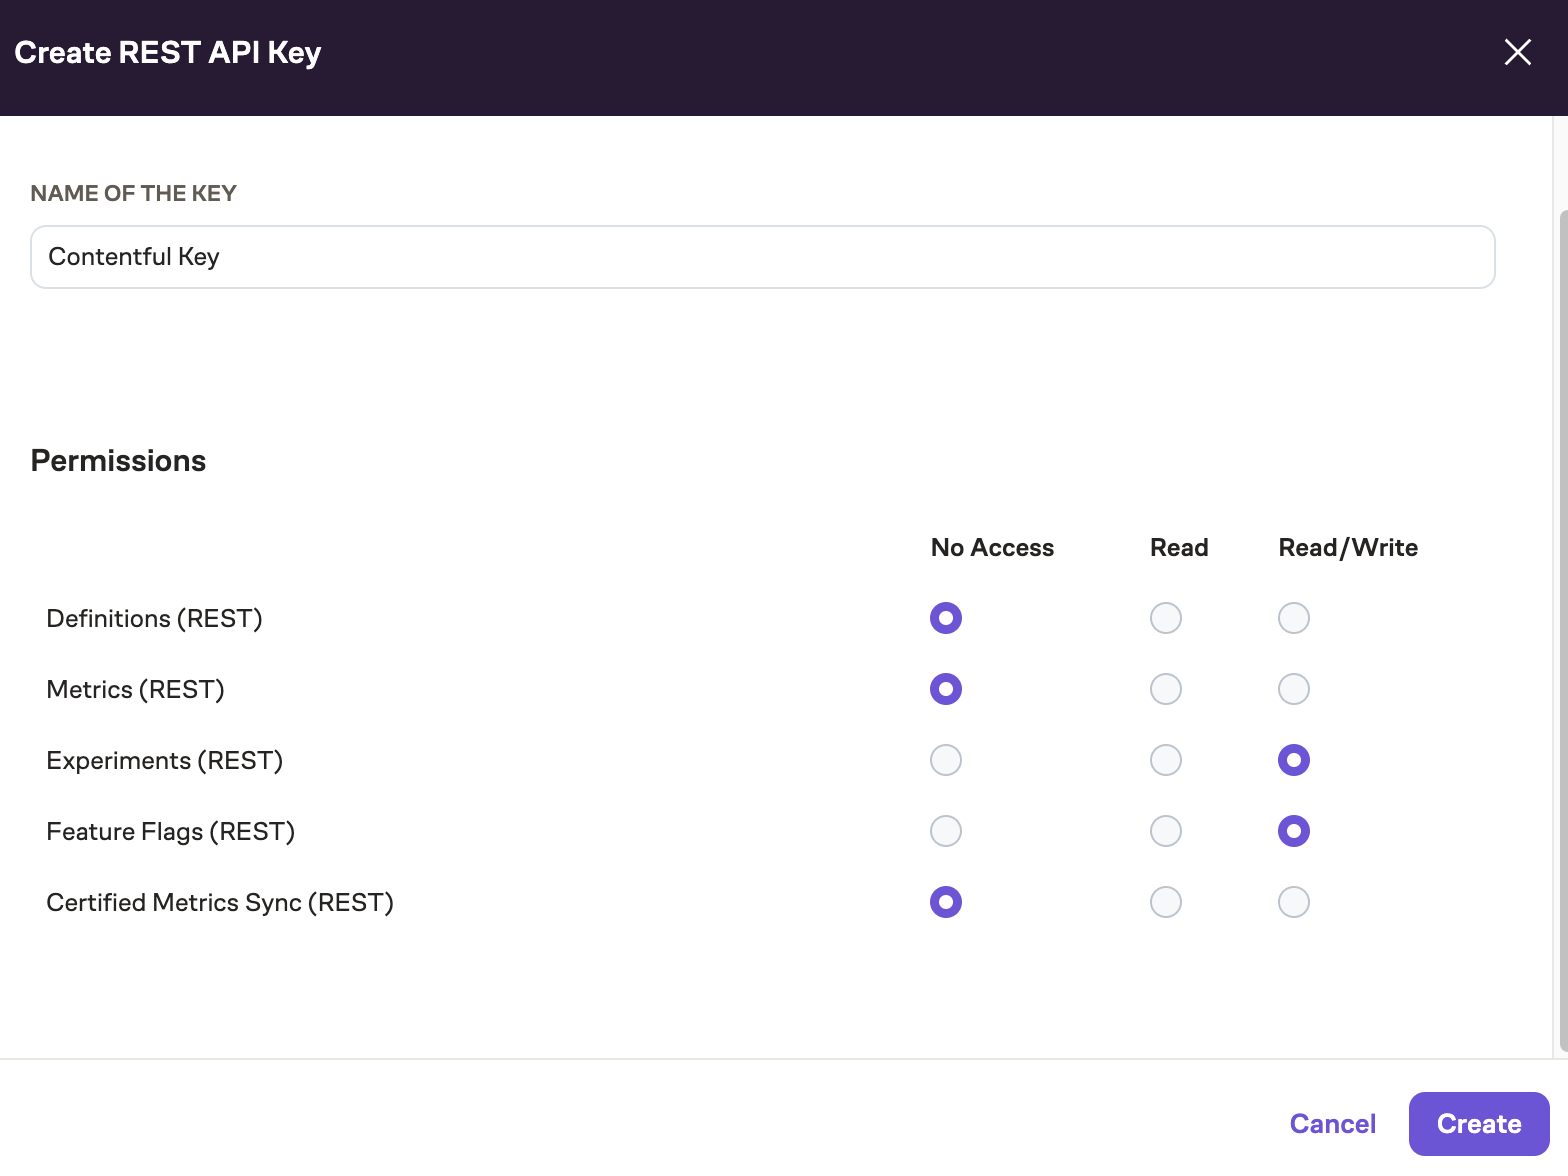 Create REST API Key
NAME OF THE KEY
Contentful Key
Permissions
No Access Read Read/Write
Definitions (REST)
Metrics (REST)
Experiments (REST)
Feature Flags (REST)
Certified Metrics Sync (REST)
Cancel Create